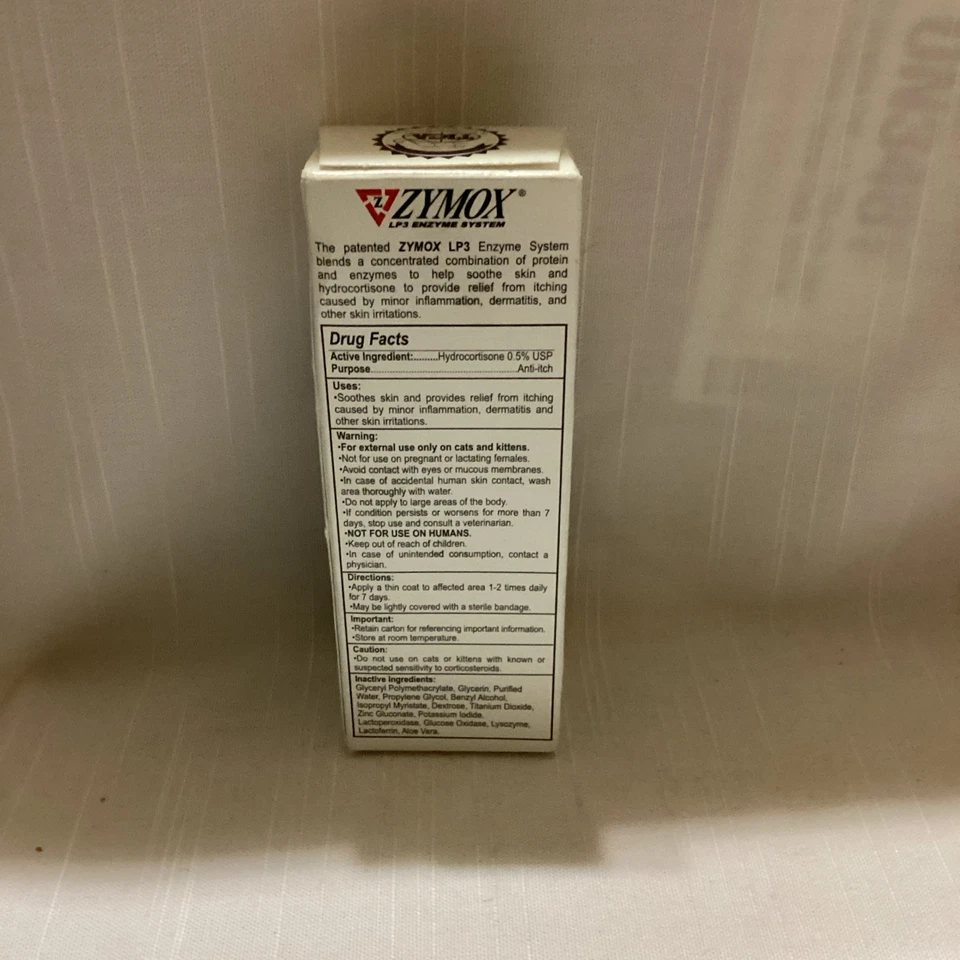 ZYMOX®
LP3 ENZYME SYSTEM
The patented ZYMOX LP3 Enzyme System
blends a concentrated combination of protein
and enzymes to help soothe skin and
hydrocortisone to provide relief from itching
caused by minor inflammation, dermatitis, and
other skin irritations.
Drug Facts
Active Ingredient:.........Hydrocortisone 0.5% USP
Purpose..................................................Anti-itch
Uses:
•Soothes skin and provides relief from itching
caused by minor inflammation, dermatitis and
other skin irritations.
Warning:
•For external use only on cats and kittens.
•Not for use on pregnant or lactating females.
•Avoid contact with eyes or mucous membranes.
•In case of accidental human skin contact, wash
area thoroughly with water.
•Do not apply to large areas of the body.
•If condition persists or worsens for more than 7
days, stop use and consult a veterinarian.
•NOT FOR USE ON HUMANS.
•Keep out of reach of children.
•In case of unintended consumption, contact a
physician.
Directions:
•Apply a thin coat to affected area 1-2 times daily
for 7 days.
•May be lightly covered with a sterile bandage.
Important:
•Retain carton for referencing important information.
•Store at room temperature.
Caution:
•Do not use on cats or kittens with known or
suspected sensitivity to corticosteroids.
Inactive Ingredients:
Glyceryl Polymethacrylate, Glycerin, Purified
Water, Propylene Glycol, Benzyl Alcohol,
Isopropyl Myristate, Dextrose, Titanium Dioxide,
Zinc Gluconate, Potassium Iodide,
Lactoperoxidase, Glucose Oxidase, Lysozyme,
Lactoferrin, Aloe Vera.